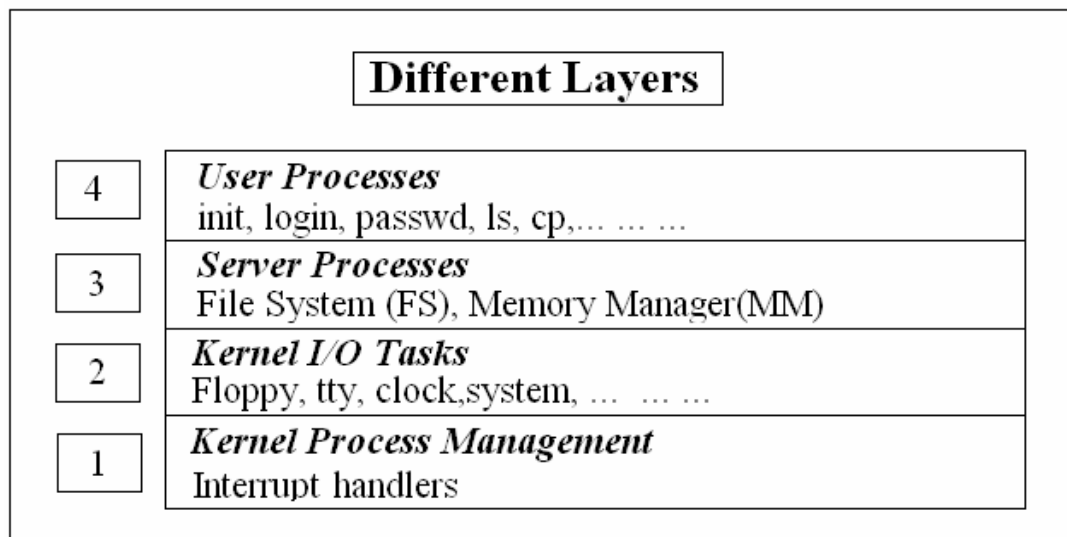 Different Layers
4
User Processes
init, login, passwd, ls, cp,... ... ...
3
Server Processes
File System (FS), Memory Manager(MM)
2
Kernel I/O Tasks
Floppy, tty, clock,system, ... ... ...
1
Kernel Process Management
Interrupt handlers